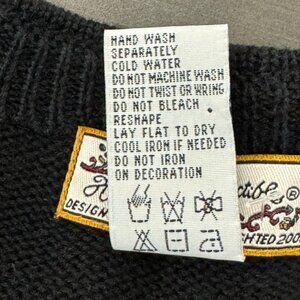 HAND WASH
SEPARATELY
COLD WATER
DO NOT MACHINE WASH
DO NOT TWIST OR WRING
DO NOT BLEACH
RESHAPE
LAY FLAT TO DRY
COOL IRON IF NEEDED
DO NOT IRON
ON DECORATION
DESIGN